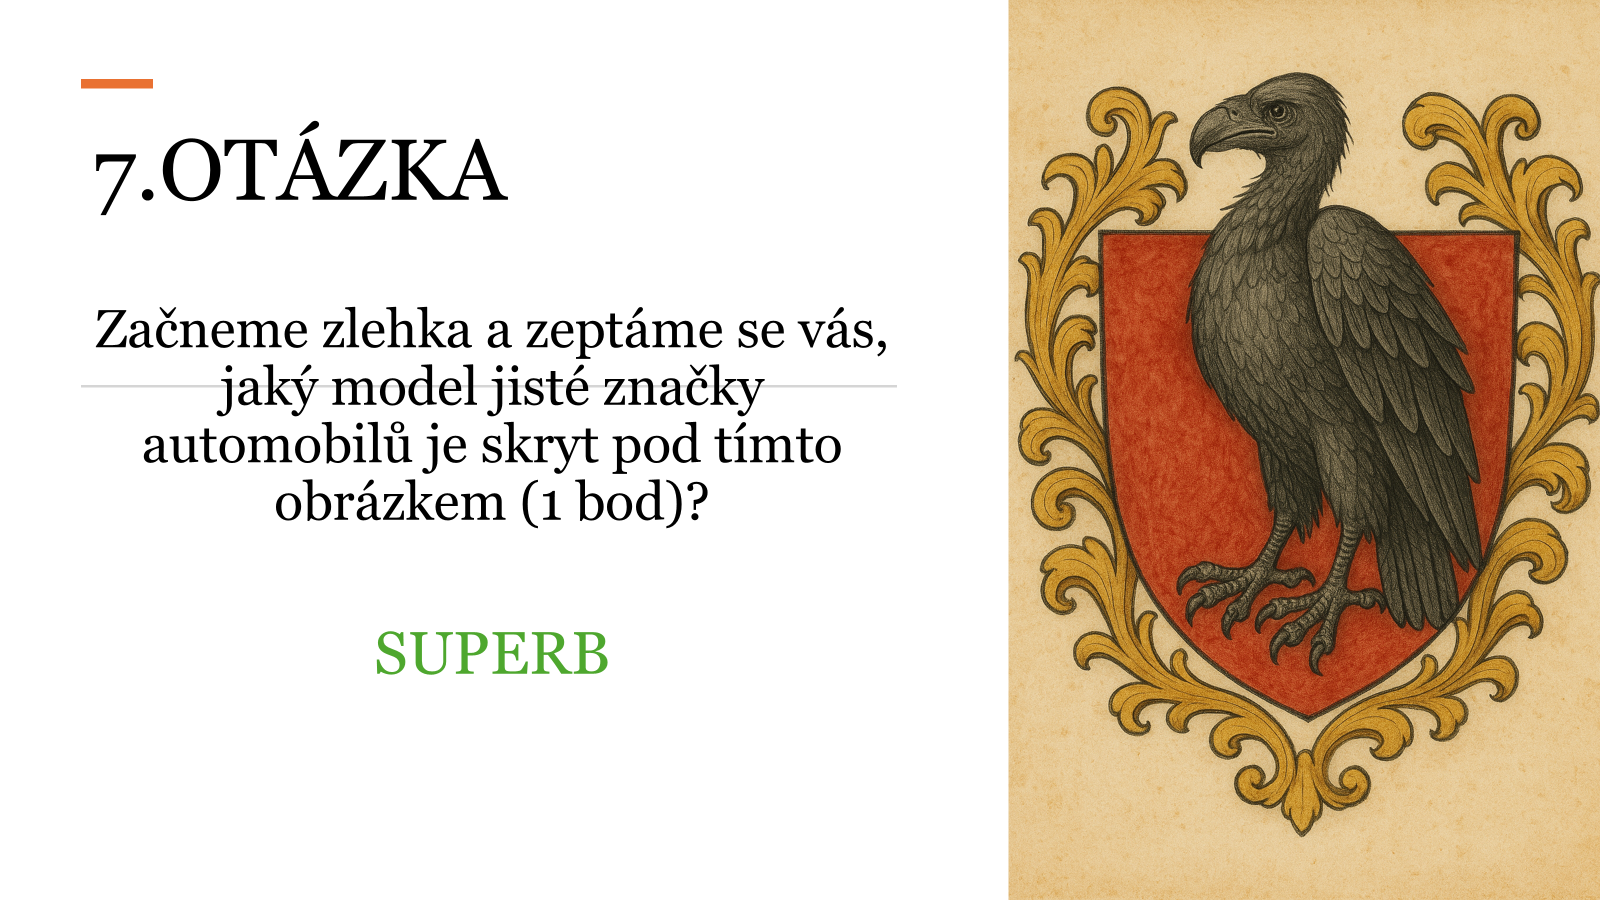 7.OTÁZKA
Začneme zlehka a zeptáme se vás,
jaký model jisté značky
automobilů je skryt pod tímto
obrázkem (1 bod)?
SUPERB